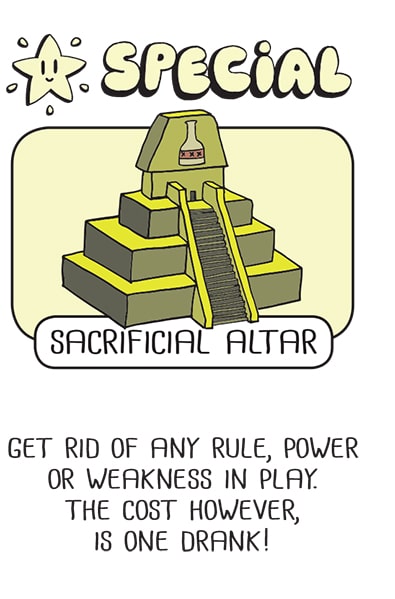 SPECIAL
XXX
SACRIFICIAL ALTAR
GET RID OF ANY RULE, POWER
OR WEAKNESS IN PLAY.
THE COST HOWEVER,
IS ONE DRANK!